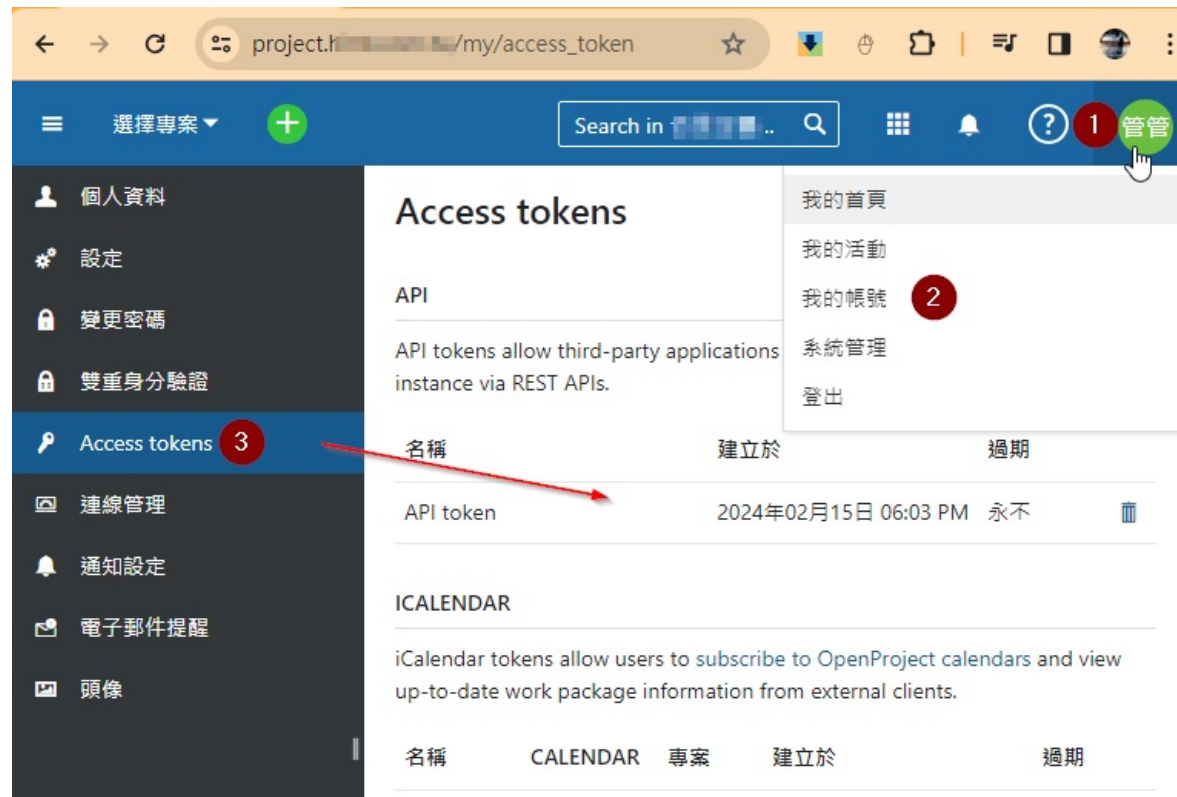 project.h /my/access_token
選擇專案
Search in ..
?
1
管管
個人資料
設定
變更密碼
雙重身分驗證
Access tokens 3
連線管理
通知設定
電子郵件提醒
頭像
我的首頁
我的活動
我的帳號 2
系統管理
登出
Access tokens
API
API tokens allow third-party applications
instance via REST APIs.
名稱 建立於 過期
API token 2024年02月15日 06:03 PM 永不
ICALENDAR
iCalendar tokens allow users to subscribe to OpenProject calendars and view
up-to-date work package information from external clients.
名稱 CALENDAR 專案 建立於 過期